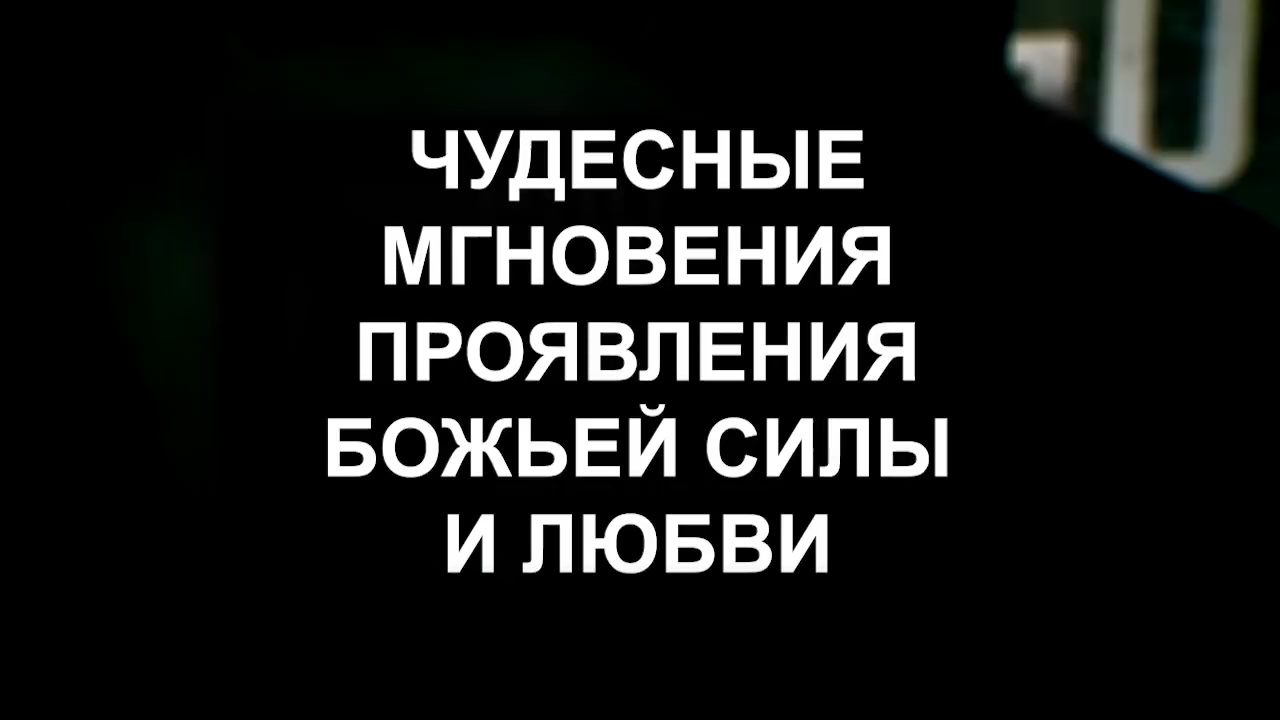 ЧУДЕСНЫЕ
МГНОВЕНИЯ
ПРОЯВЛЕНИЯ
БОЖЬЕЙ СИЛЫ
И ЛЮБВИ